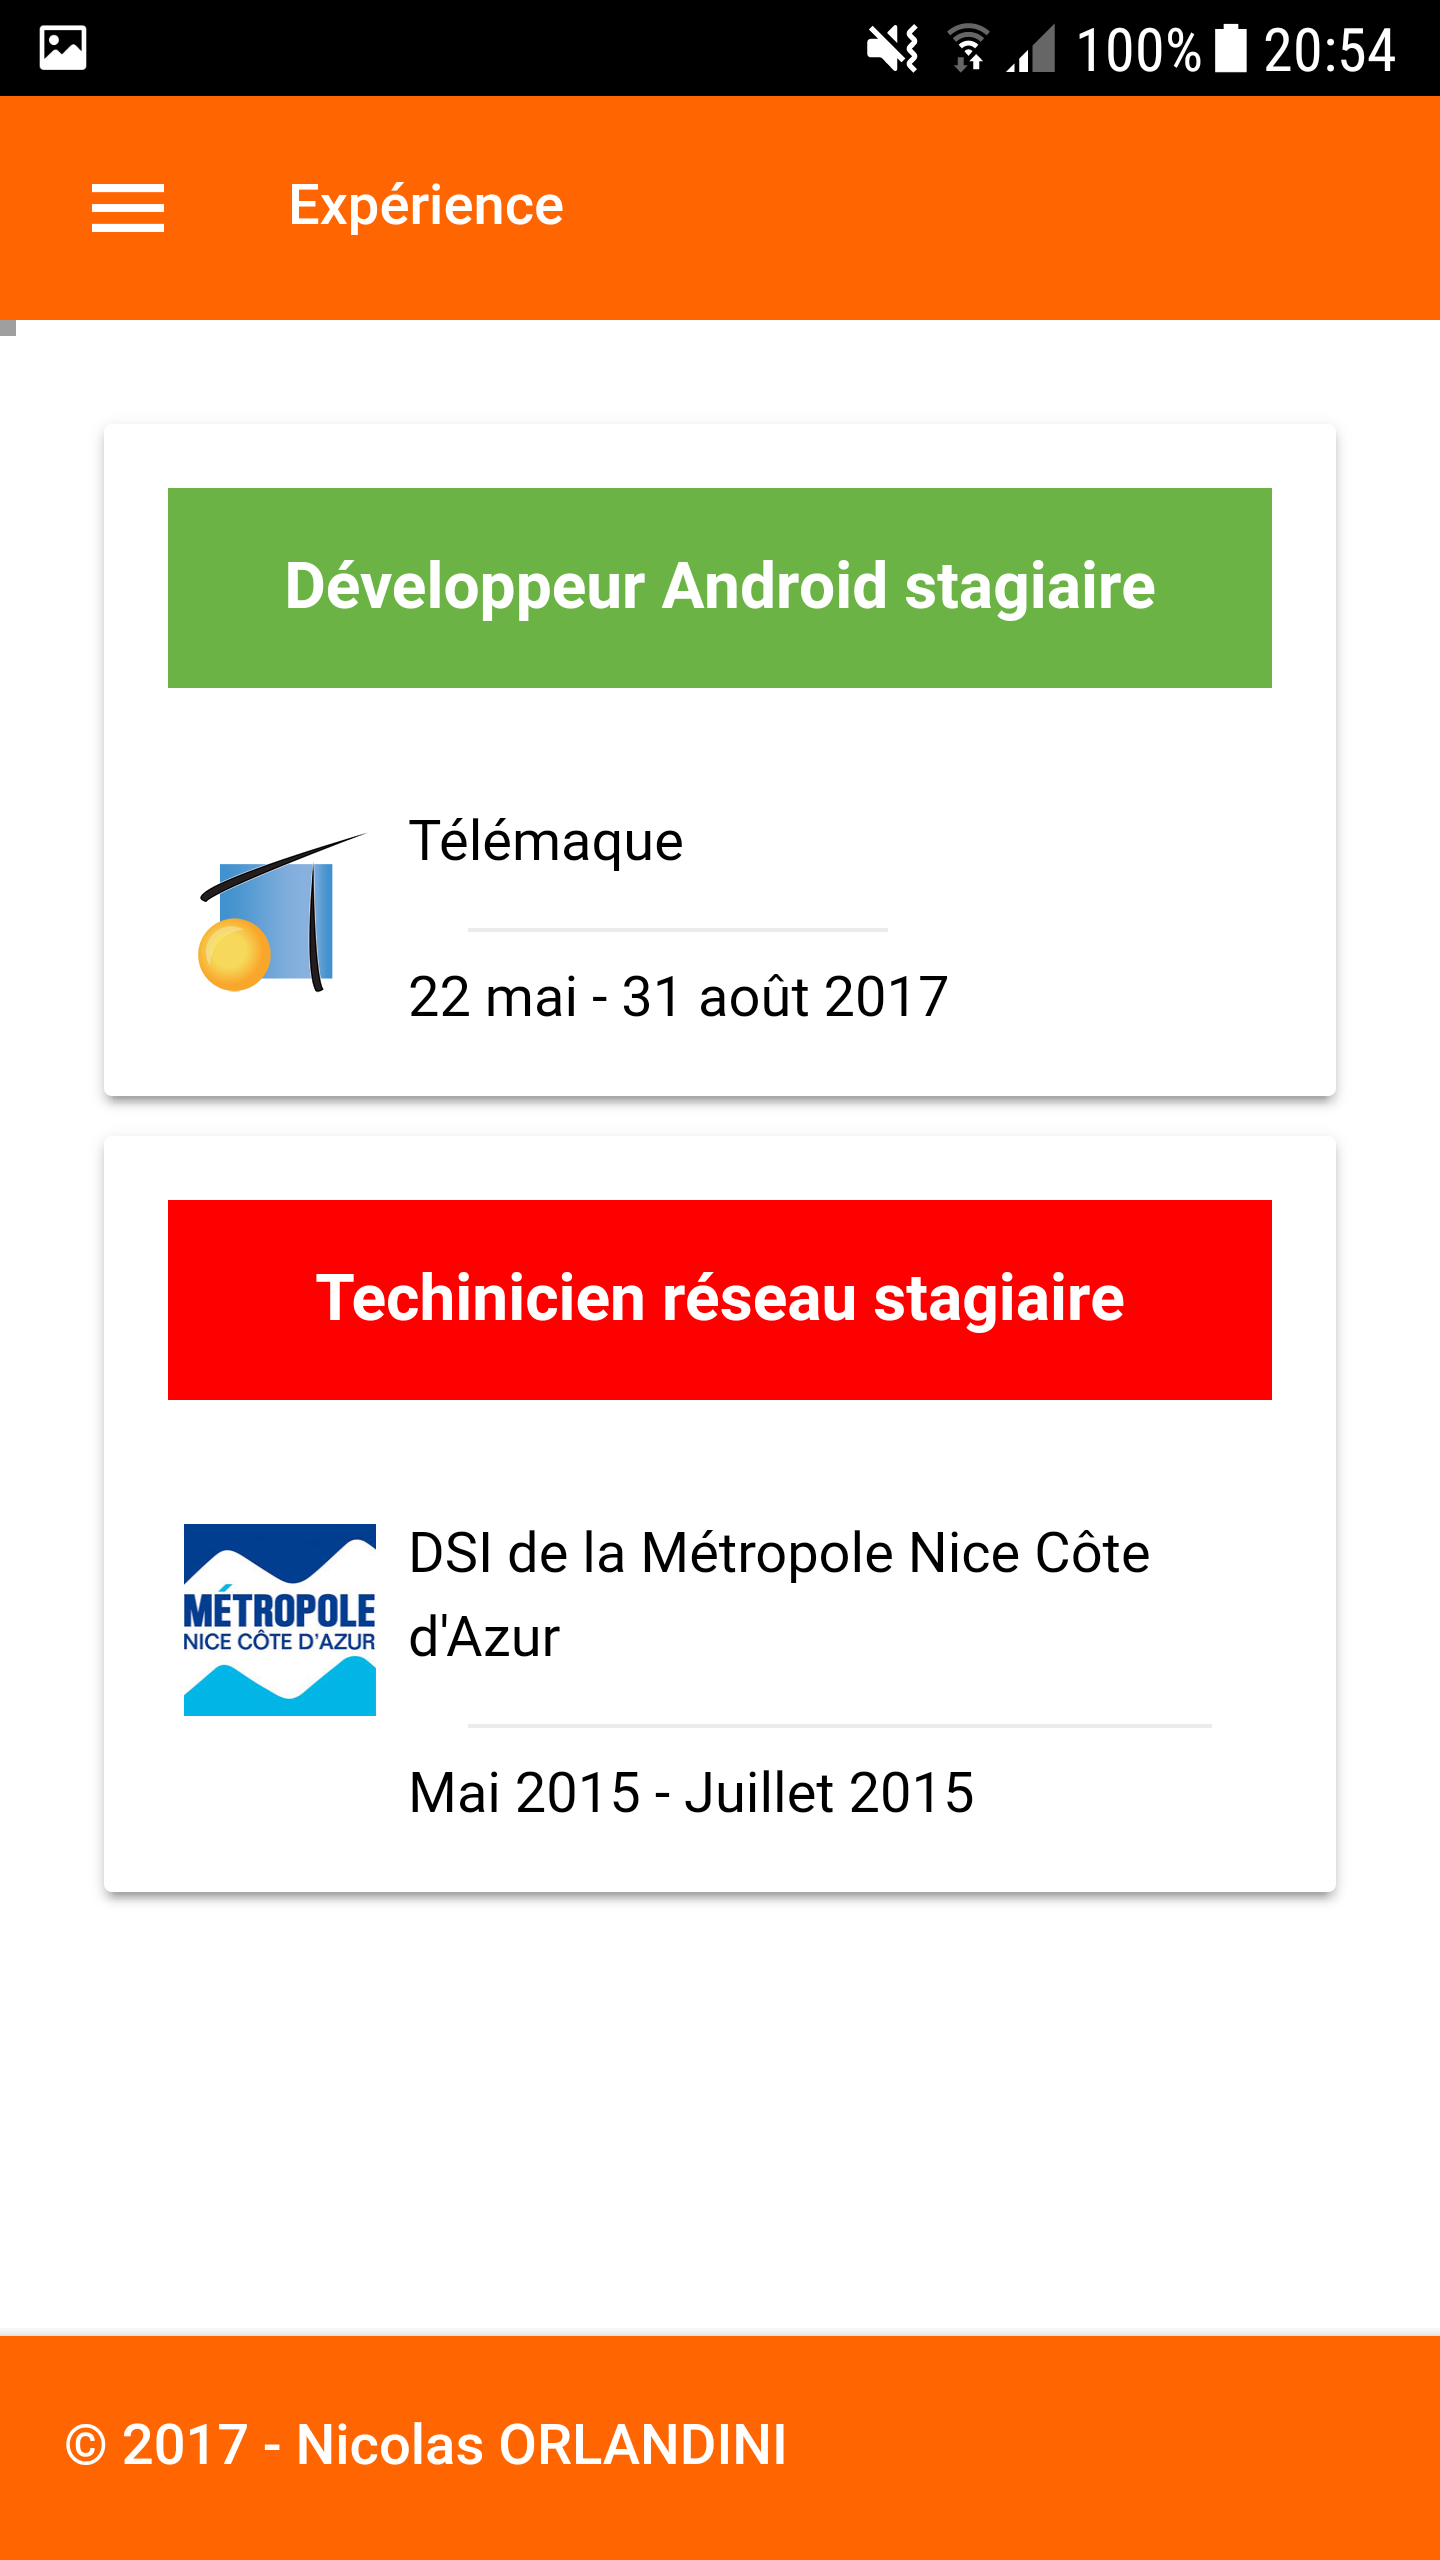 100% 20:54
Expérience
Développeur Android stagiaire
Télémaque
22 mai - 31 août 2017
Techinicien réseau stagiaire
MÉTROPOLE
NICE CÔTE D'AZUR
DSI de la Métropole Nice Côte
d'Azur
Mai 2015 - Juillet 2015
© 2017 - Nicolas ORLANDINI